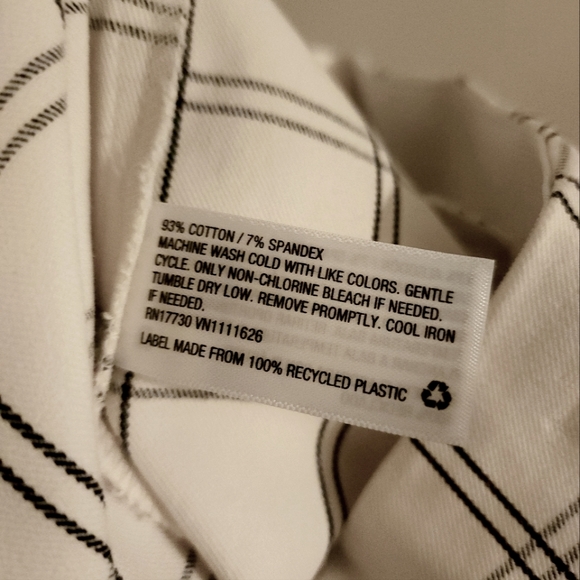 93% COTTON / 7% SPANDEX
MACHINE WASH COLD WITH LIKE COLORS. GENTLE
CYCLE. ONLY NON-CHLORINE BLEACH IF NEEDED.
TUMBLE DRY LOW. REMOVE PROMPTLY. COOL IRON
IF NEEDED.
RN17730 VN1111626
LABEL MADE FROM 100% RECYCLED PLASTIC